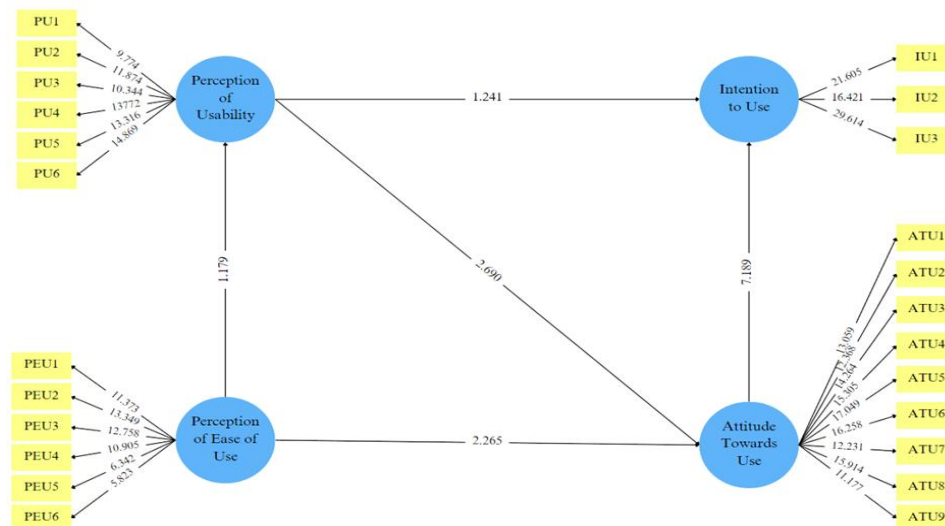 PU1
PU2
PU3
PU4
PU5
PU6
9.774
11.874
10.344
13772
13.316
14.869
Perception
of
Usability
1.241
Intention
to Use
21.605
16.421
29.614
IU1
IU2
IU3
1.179
2.690
7.189
PEU1
PEU2
PEU3
PEU4
PEU5
PEU6
11.373
13.349
12.758
10.905
6.342
5.823
Perception
of Ease of
Use
2.265
Attitude
Towards
Use
13.059
14.264
15.305
17.049
16.258
12.231
15.914
11.177
ATU1
ATU2
ATU3
ATU4
ATU5
ATU6
ATU7
ATU8
ATU9